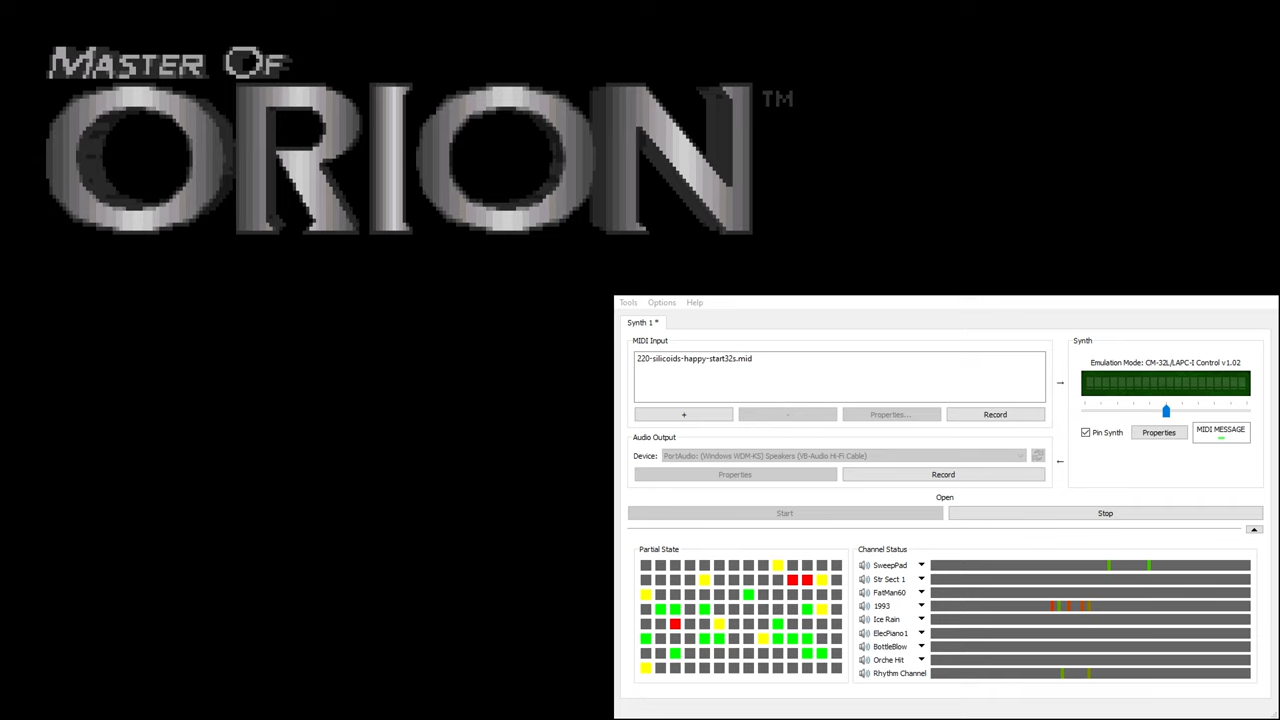 MASTER OF
ORION™
Tools Options Help
Synth 1 *
MIDI Input
220-silicoids-happy-start32s.mid
+ - Properties... Record
Audio Output
Device: PortAudio: (Windows WDM-KS) Speakers (VB-Audio Hi-Fi Cable)
Properties Record
Synth
Emulation Mode: CM-32L/LAPC-I Control v1.02
Pin Synth Properties MIDI MESSAGE
Open
Start Stop
Partial State
Channel Status
SweepPad
Str Sect 1
FatMan60
1993
Ice Rain
ElecPiano1
BottleBlow
Orche Hit
Rhythm Channel